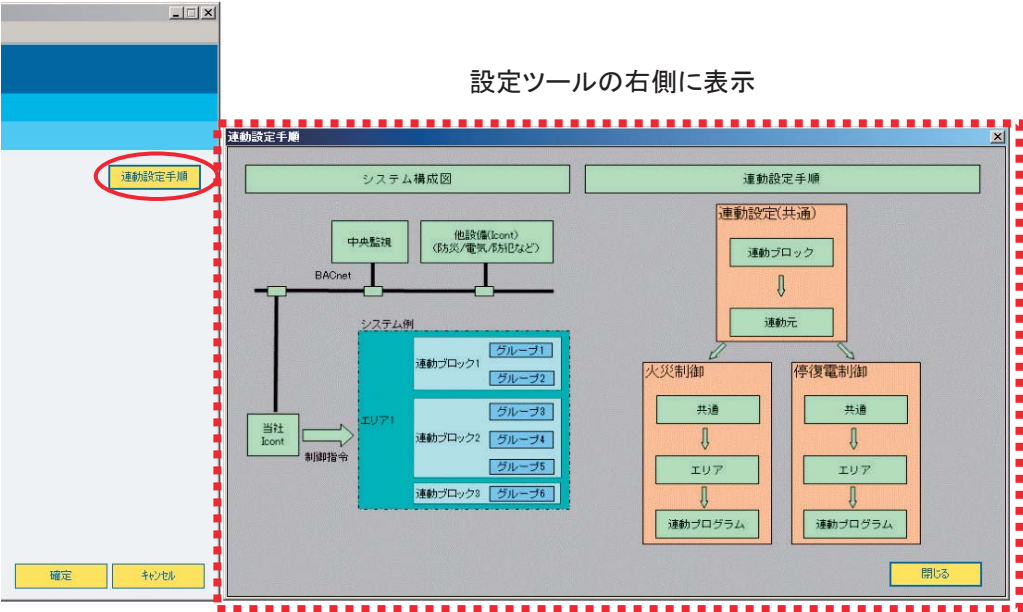 設定ツールの右側に表示
連動設定手順
連動設定手順
システム構成図
連動設定手順
中央監視
他設備(Icont)
(防災/電気/防犯など)
BACnet
システム例
エリア1
連動ブロック1
グループ1
グループ2
連動ブロック2
グループ3
グループ4
グループ5
連動ブロック3
グループ6
当社
Icont
制御指令
連動設定(共通)
連動ブロック
連動元
火災制御
共通
エリア
連動プログラム
停復電制御
共通
エリア
連動プログラム
確定
キャンセル
閉じる